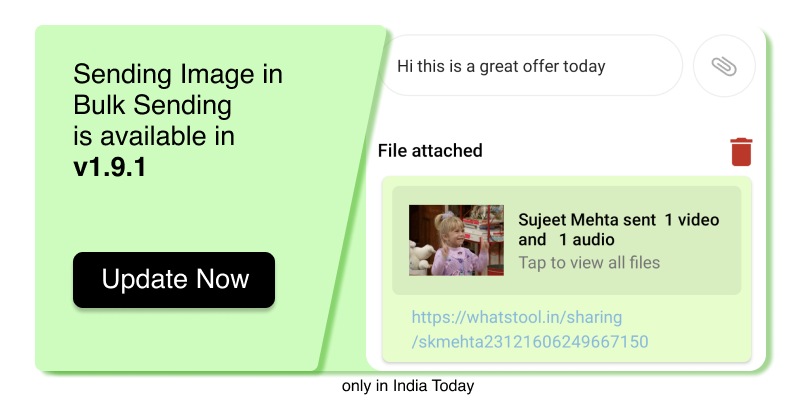 Sending Image in
Bulk Sending
is available in
v1.9.1
Update Now
Hi this is a great offer today
File attached
Sujeet Mehta sent 1 video
and 1 audio
Tap to view all files
https://whatstool.in/sharing
/skmehta23121606249667150
only in India Today